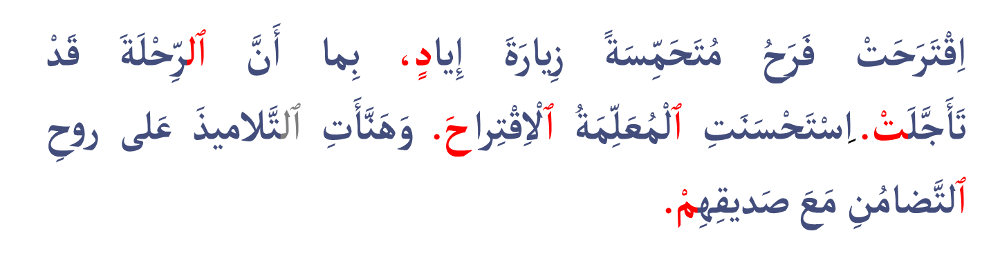 اِقْتَرَحَتْ فَرَحُ مُتَحَمِّسَةً زِيارَةَ إِيادٍ، بِما أَنَّ ٱلرِّحْلَةَ قَدْ
تَأَجَّلَتْ. اِسْتَحْسَنَتِ ٱلْمُعَلِّمَةُ ٱلْاِقْتِراحَ. وَهَنَّأَتِ ٱلتَّلاميذَ عَلى روحِ
ٱلتَّضامُنِ مَعَ صَديقِهِمْ.